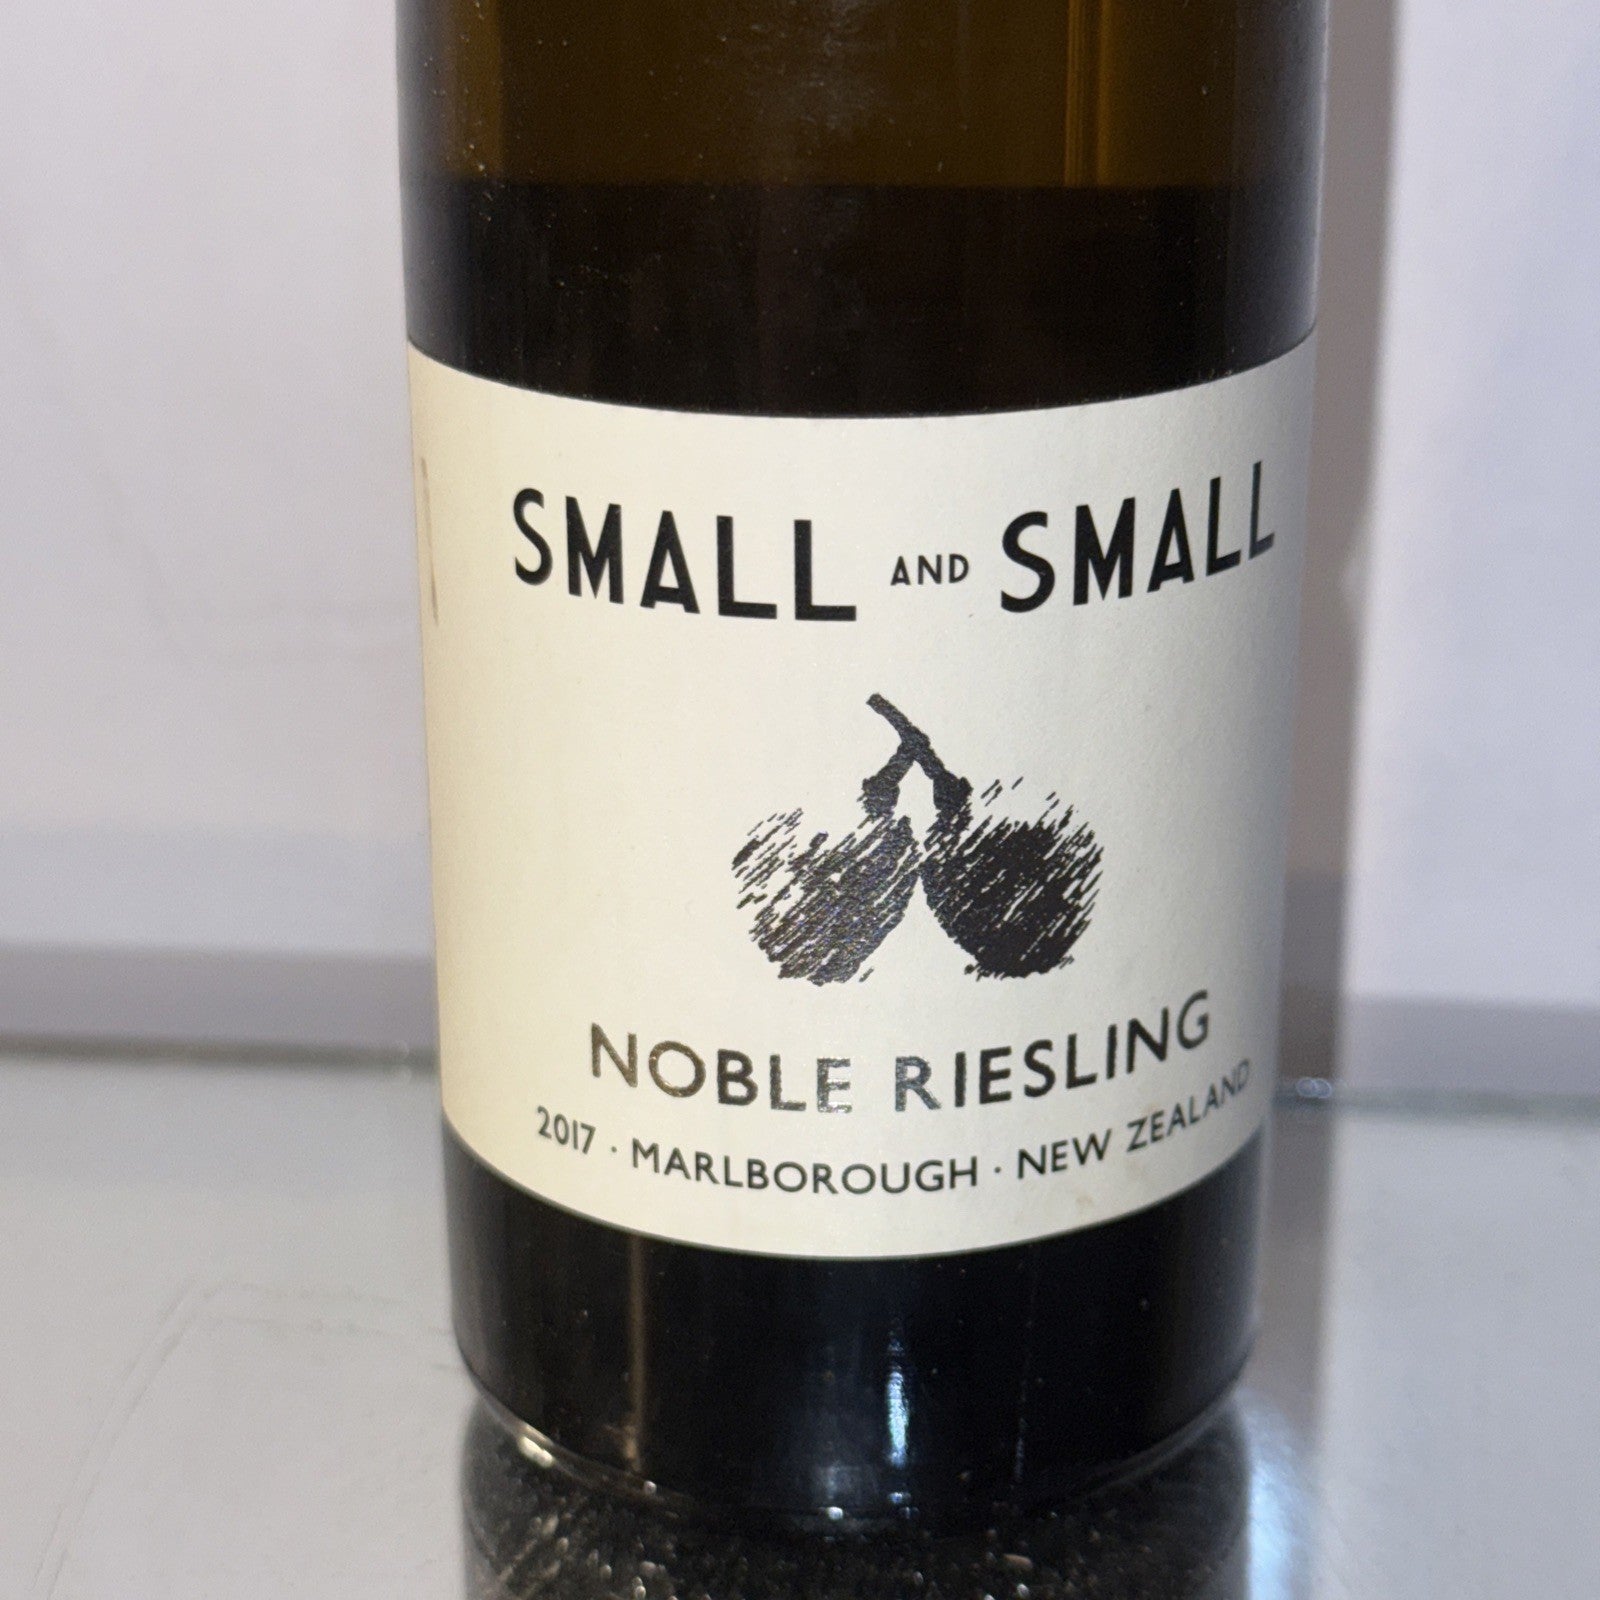 SMALL AND SMALL
NOBLE RIESLING
2017 · MARLBOROUGH · NEW ZEALAND